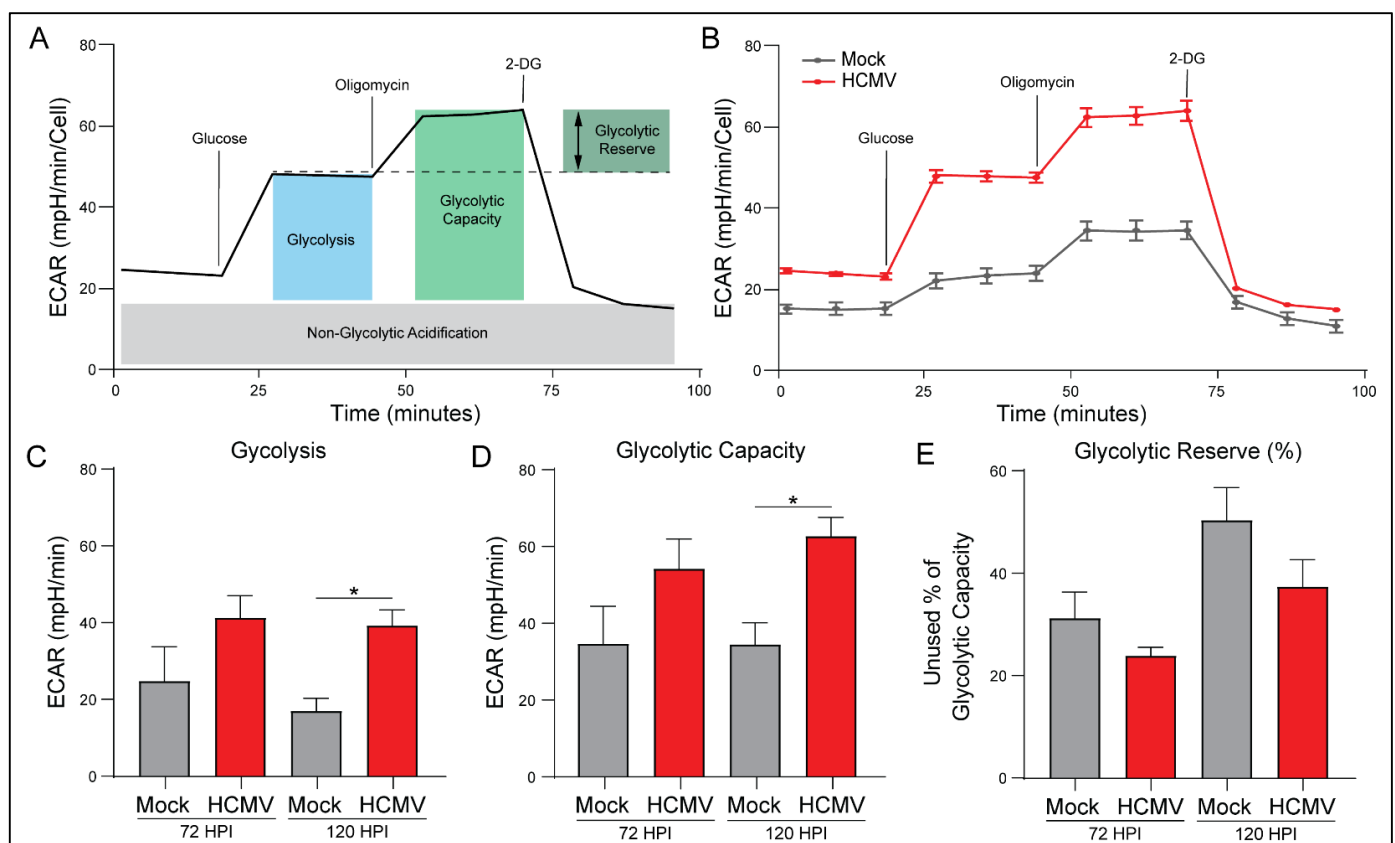 A
80
60
40
20
0
ECAR (mpH/min/Cell)
Glucose
Oligomycin
2-DG
Glycolytic
Reserve
Glycolysis
Glycolytic
Capacity
Non-Glycolytic Acidification
0 25 50 75 100
Time (minutes)
B
80
60
40
20
0
ECAR (mpH/min/Cell)
Mock
HCMV
Glucose
Oligomycin
2-DG
0 25 50 75 100
Time (minutes)
C
Gycolysis
80
60
40
20
0
ECAR (mpH/min)
*
Mock HCMV Mock HCMV
72 HPI 120 HPI
D
Glycolytic Capacity
80
60
40
20
0
ECAR (mpH/min)
*
Mock HCMV Mock HCMV
72 HPI 120 HPI
E
Glycolytic Reserve (%)
60
40
20
0
Unused % of
Glycolytic Capacity
Mock HCMV Mock HCMV
72 HPI 120 HPI